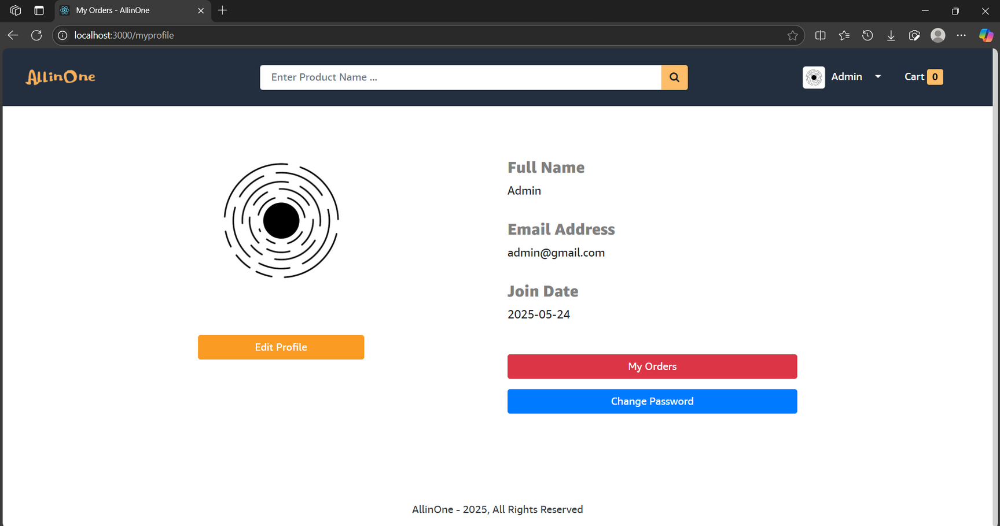 My Orders - AllinOne
localhost:3000/myprofile
AllinOne
Enter Product Name ...
Admin
Cart 0
Full Name
Admin
Email Address
admin@gmail.com
Join Date
2025-05-24
Edit Profile
My Orders
Change Password
AllinOne - 2025, All Rights Reserved